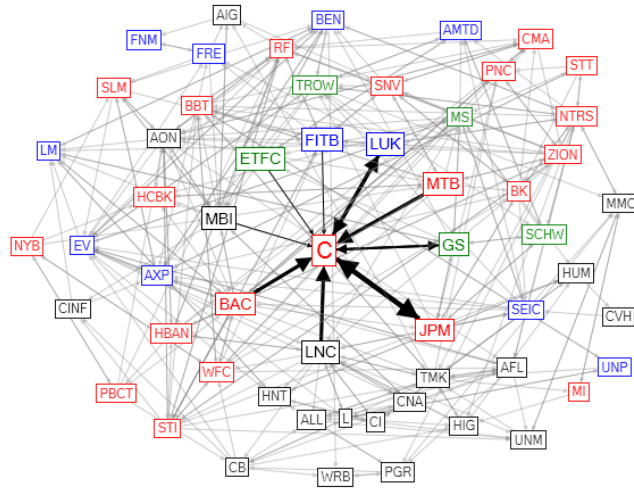 AIG
BEN
FNM
AMTD
CMA
FRE
RF
PNC
STT
SLM
TROW
SNV
BBT
MS
NTRS
AON
FITB
LUK
LM
ETFC
ZION
MTB
HCBK
BK
MMC
MBI
NYB
EV
C
GS
SCHW
AXP
HUM
CINF
BAC
SEIC
CVH
HBAN
JPM
LNC
WFC
AFL
UNP
TMK
PBCT
HNT
CNA
MI
STI
ALL
L
CI
HIG
UNM
CB
WRB
PGR